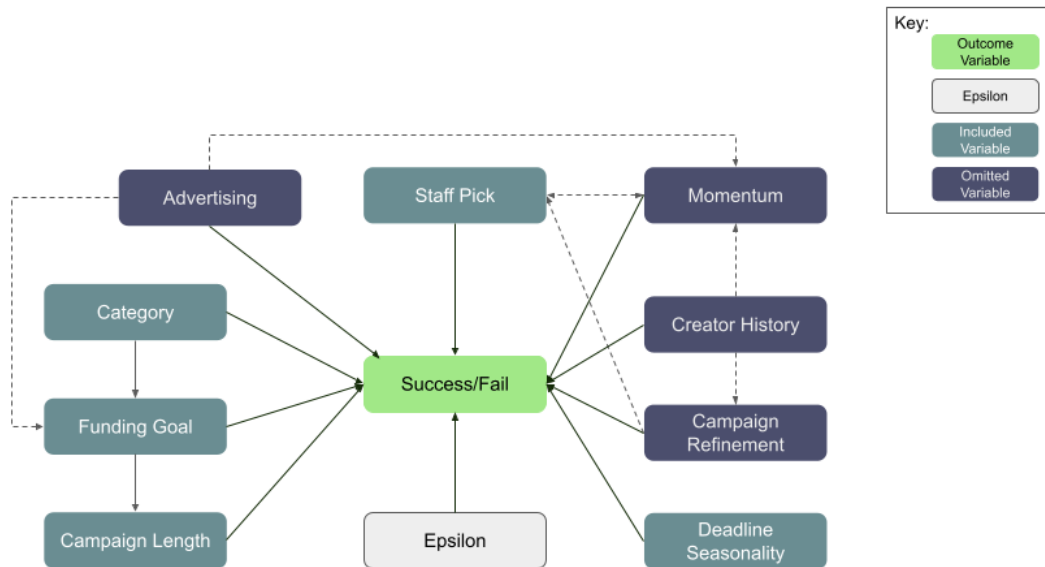 Key:
Outcome
Variable
Epsilon
Included
Variable
Omitted
Variable
Advertising
Staff Pick
Momentum
Category
Creator History
Success/Fail
Funding Goal
Campaign
Refinement
Campaign Length
Epsilon
Deadline
Seasonality